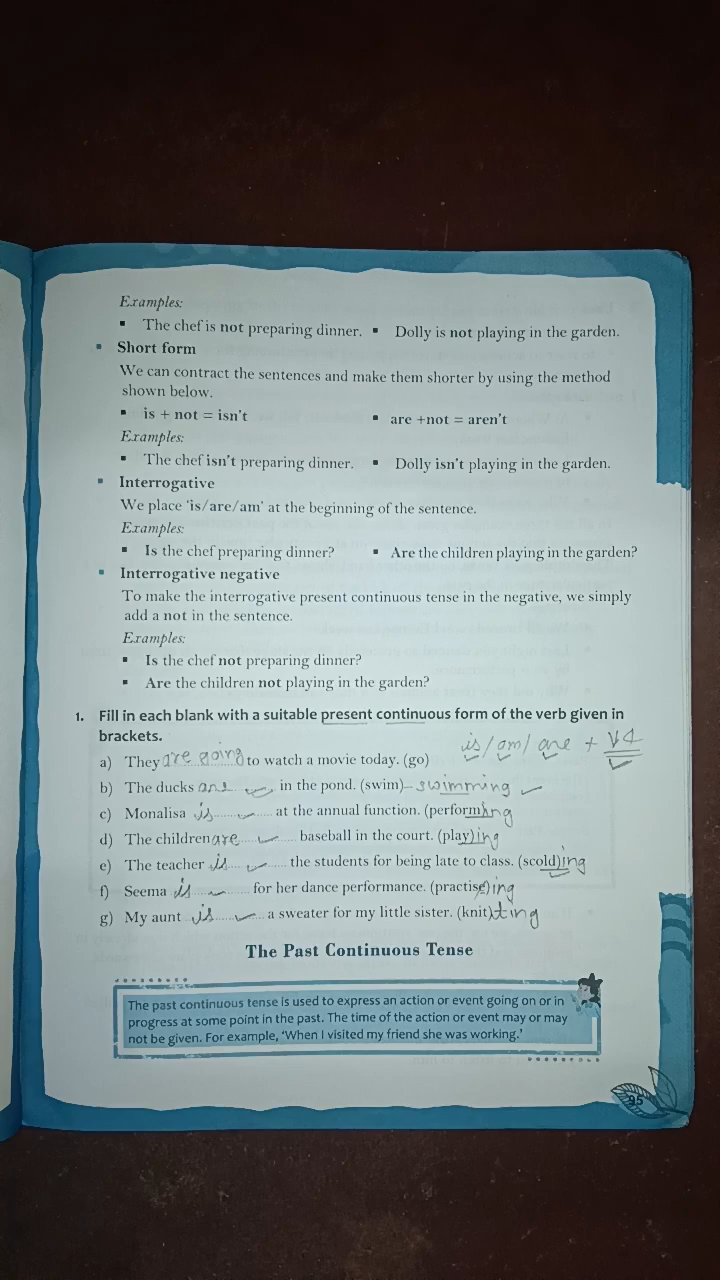 Examples:
▪ The chef is not preparing dinner. ▪ Dolly is not playing in the garden.
▪ Short form
We can contract the sentences and make them shorter by using the method
shown below.
▪ is + not = isn't ▪ are +not = aren't
Examples:
▪ The chef isn't preparing dinner. ▪ Dolly isn't playing in the garden.
▪ Interrogative
We place 'is/are/am' at the beginning of the sentence.
Examples:
▪ Is the chef preparing dinner? ▪ Are the children playing in the garden?
▪ Interrogative negative
To make the interrogative present continuous tense in the negative, we simply
add a not in the sentence.
Examples:
▪ Is the chef not preparing dinner?
▪ Are the children not playing in the garden?
1. Fill in each blank with a suitable present continuous form of the verb given in
brackets.
is/am/are + V4
a) They are going to watch a movie today. (go)
b) The ducks are ...... in the pond. (swim) swimming
c) Monalisa is ...... at the annual function. (perform)ing
d) The children are ...... baseball in the court. (play)ing
e) The teacher is ...... the students for being late to class. (scold)ing
f) Seema is ...... for her dance performance. (practise)ing
g) My aunt is ...... a sweater for my little sister. (knit)ting
The Past Continuous Tense
The past continuous tense is used to express an action or event going on or in
progress at some point in the past. The time of the action or event may or may
not be given. For example, 'When I visited my friend she was working.'
95